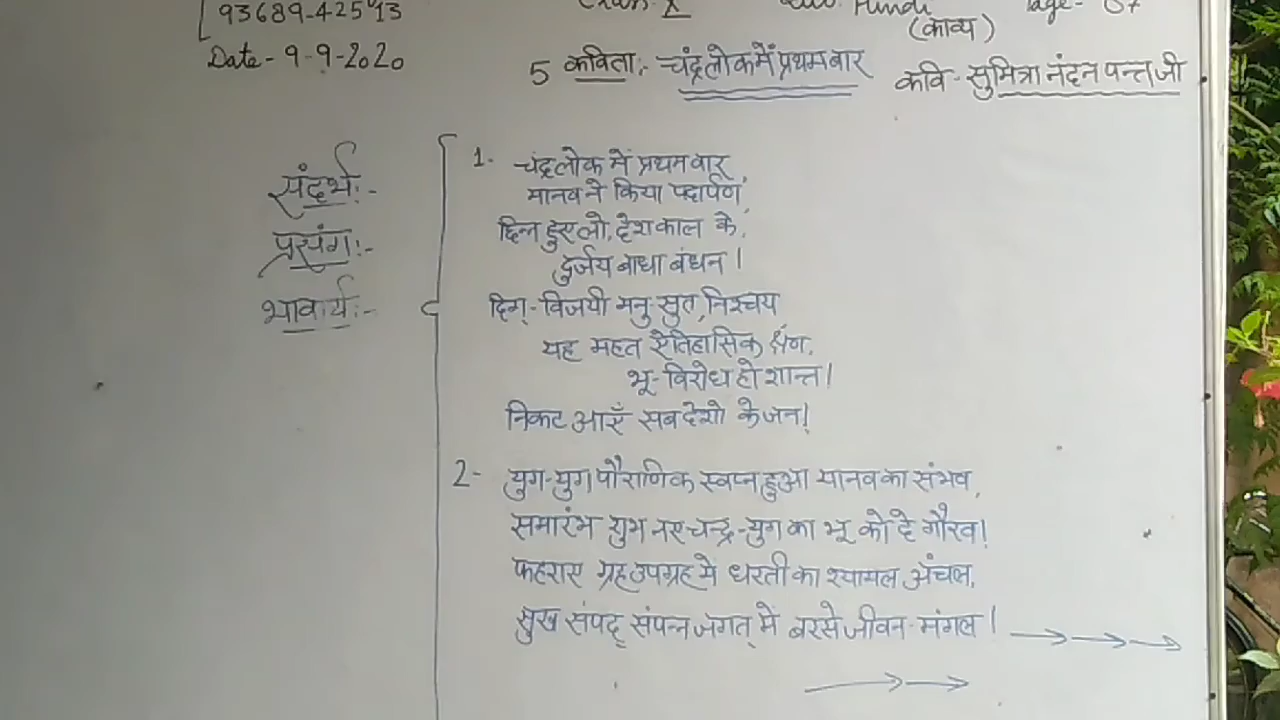 93689-42513
Date - 9-9-2020
Page-
(काव्य)
5 कविता:- चंद्रलोक में प्रथम बार
कवि - सुमित्रा नंदन पन्त जी
संदर्भ:-
प्रसंग:-
भावार्थ:-
1. चंद्रलोक में प्रथम वार,
मानव ने किया पदार्पण,
छिन्न हुए लो, देश काल के,
दुर्जय बाधा बंधन।
दिग्-विजयी मनु-सुत, निश्चय
यह महत ऐतिहासिक क्षण,
भू-विरोध हो शान्त।
निकट आएँ सब देशो के जन!
2- युग-युग पौराणिक स्वप्न हुआ मानव का संभव,
समारंभ शुभ नए चन्द्र-युग का भू को दे गौरव!
फहराए ग्रह उपग्रह मे धरती का श्यामल अंचल,
सुख संपद् संपन्न जगत् मे बरसे जीवन-मंगल!